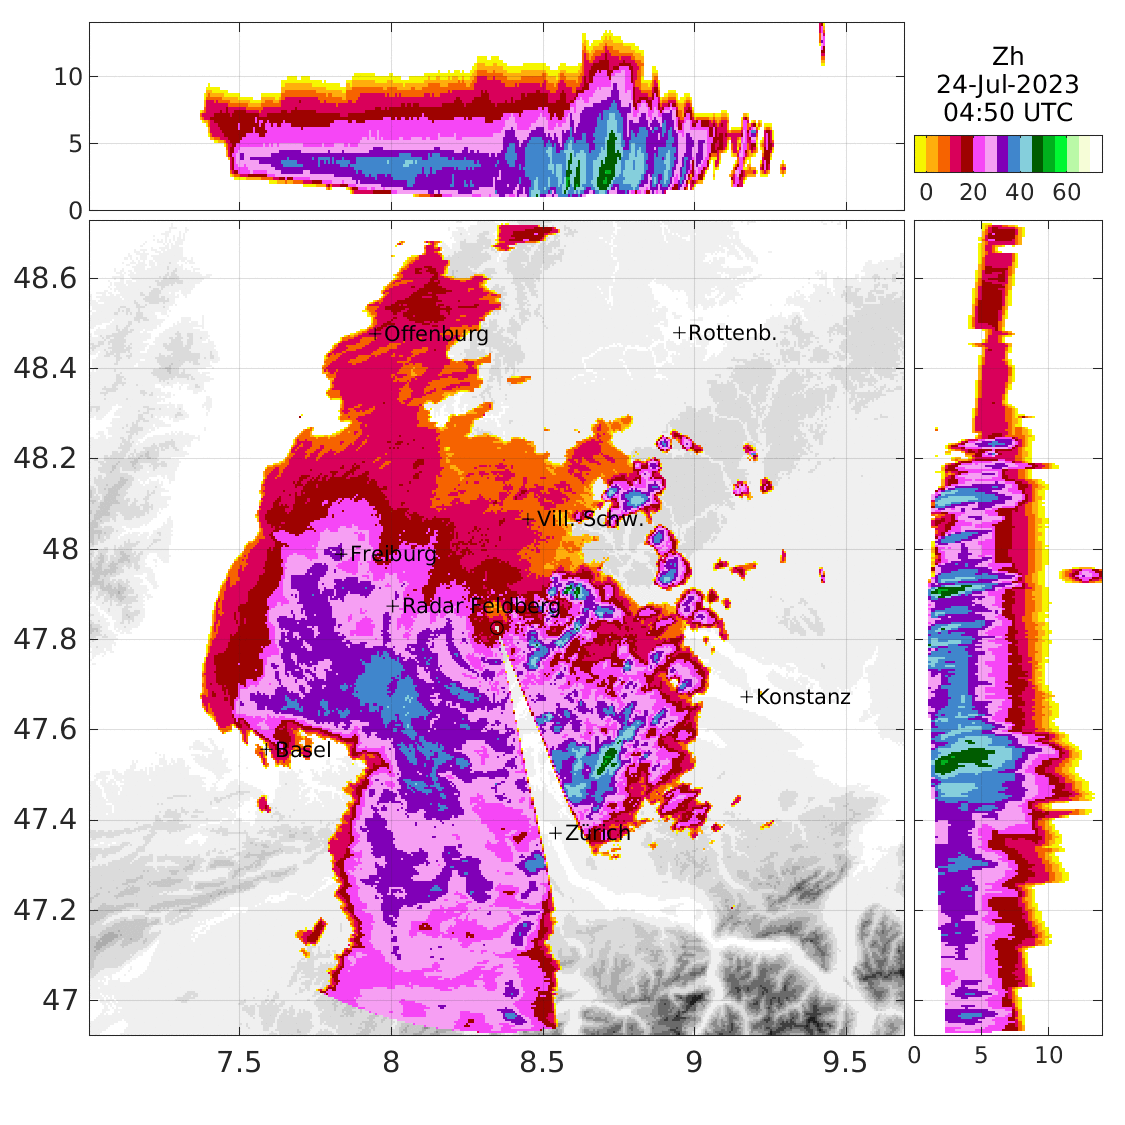 10
5
0
Zh
24-Jul-2023
04:50 UTC
0 20 40 60
48.6
48.4
48.2
48
47.8
47.6
47.4
47.2
47
+Offenburg
+Rottenb.
+Vill.-Schw.
+Freiburg
+Radar Feldberg
+Konstanz
+Basel
+Zürich
7.5 8 8.5 9 9.5
0 5 10